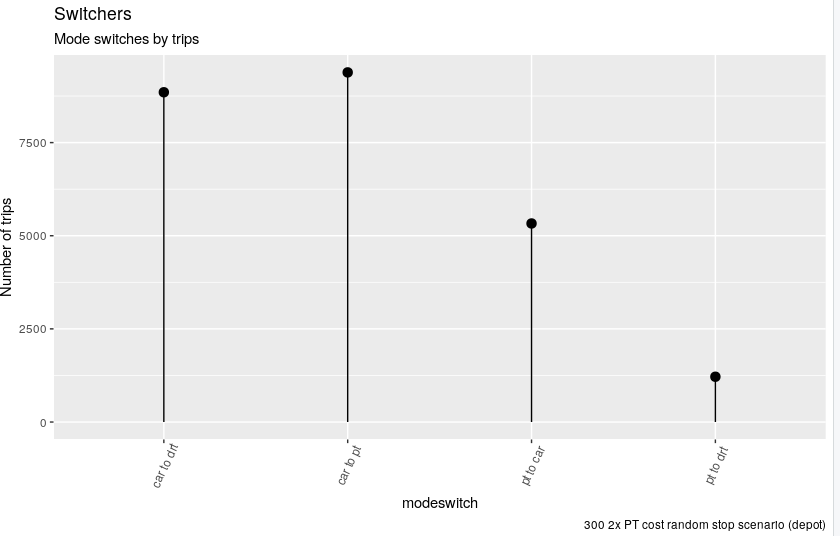 Switchers
Mode switches by trips
Number of trips
7500
5000
2500
0
car to drt
car to pt
pt to car
pt to drt
modeswitch
300 2x PT cost random stop scenario (depot)